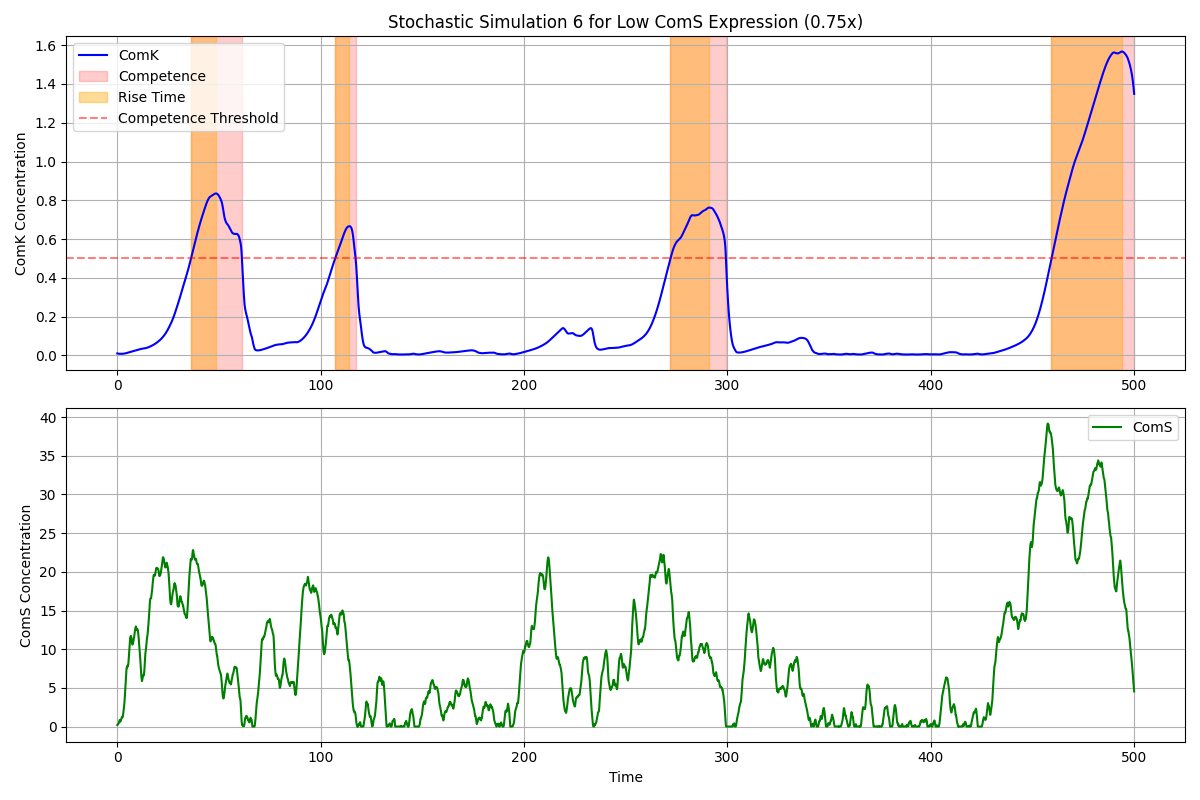 Stochastic Simulation 6 for Low ComS Expression (0.75x)
ComK Concentration
1.6
1.4
1.2
1.0
0.8
0.6
0.4
0.2
0.0
ComK
Competence
Rise Time
Competence Threshold
0 100 200 300 400 500
ComS Concentration
40
35
30
25
20
15
10
5
0
ComS
0 100 200 300 400 500
Time